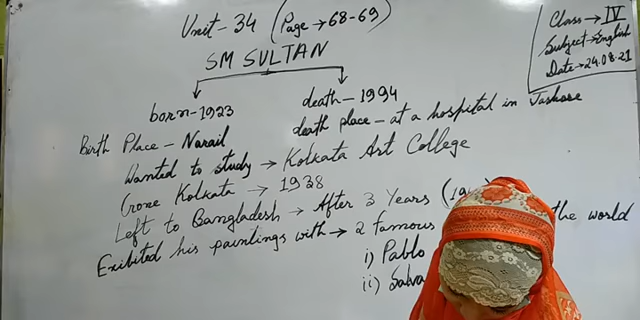 Unit - 34 (Page → 68-69)
Class → IV
Subject → English
Date → 24.08.21
SM SULTAN
born - 1923
death - 1994
Birth Place - Narail
death place - at a hospital in Jashore
Wanted to study → Kolkata Art College
Kolkata → 1938
Left to Bangladesh → After 3 Years (19
Exibited his paintings with → 2 famous the world
i) Pablo
ii) Salva